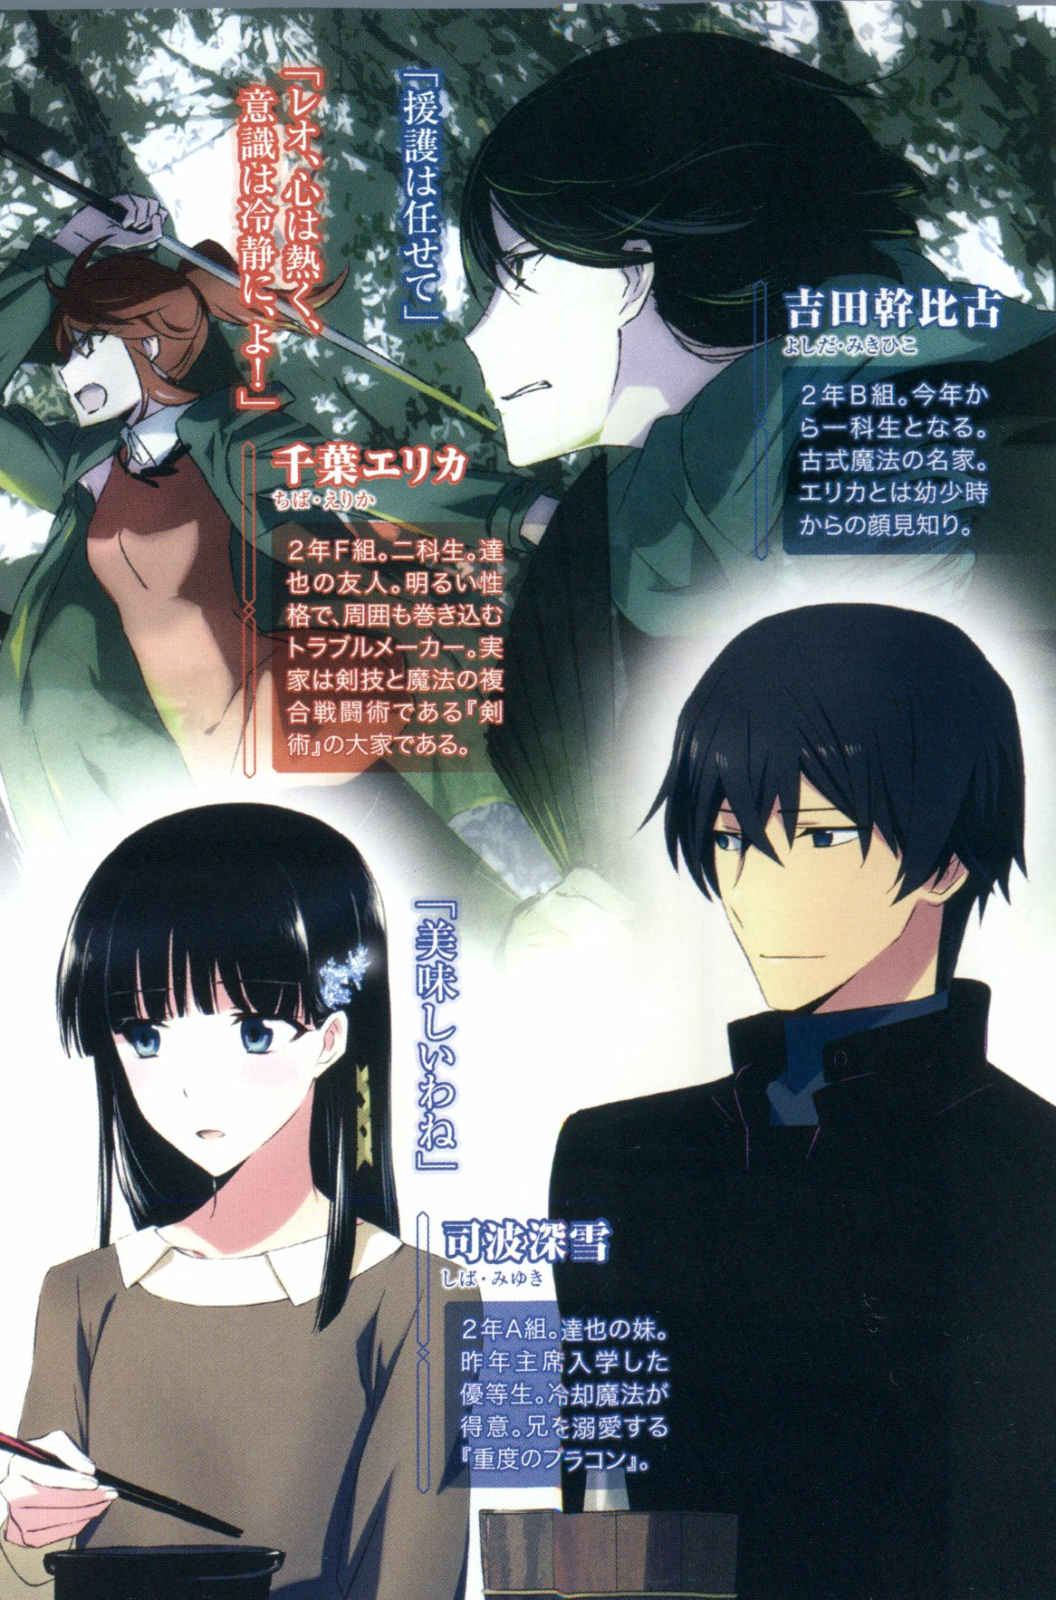 『援護は任せて』
吉田幹比古
よしだ・みきひこ
2年B組。今年か
ら一科生となる。
古式魔法の名家。
エリカとは幼少時
からの顔見知り。
『レオ、心は熱く、
意識は冷静に、よ!』
千葉エリカ
ちば・えりか
2年F組。二科生。達
也の友人。明るい性
格で、周囲も巻き込む
トラブルメーカー。実
家は剣技と魔法の複
合戦闘術である『剣
術』の大家である。
『美味しいわね』
司波深雪
しば・みゆき
2年A組。達也の妹。
昨年主席入学した
優等生。冷却魔法が
得意。兄を溺愛する
『重度のブラコン』。